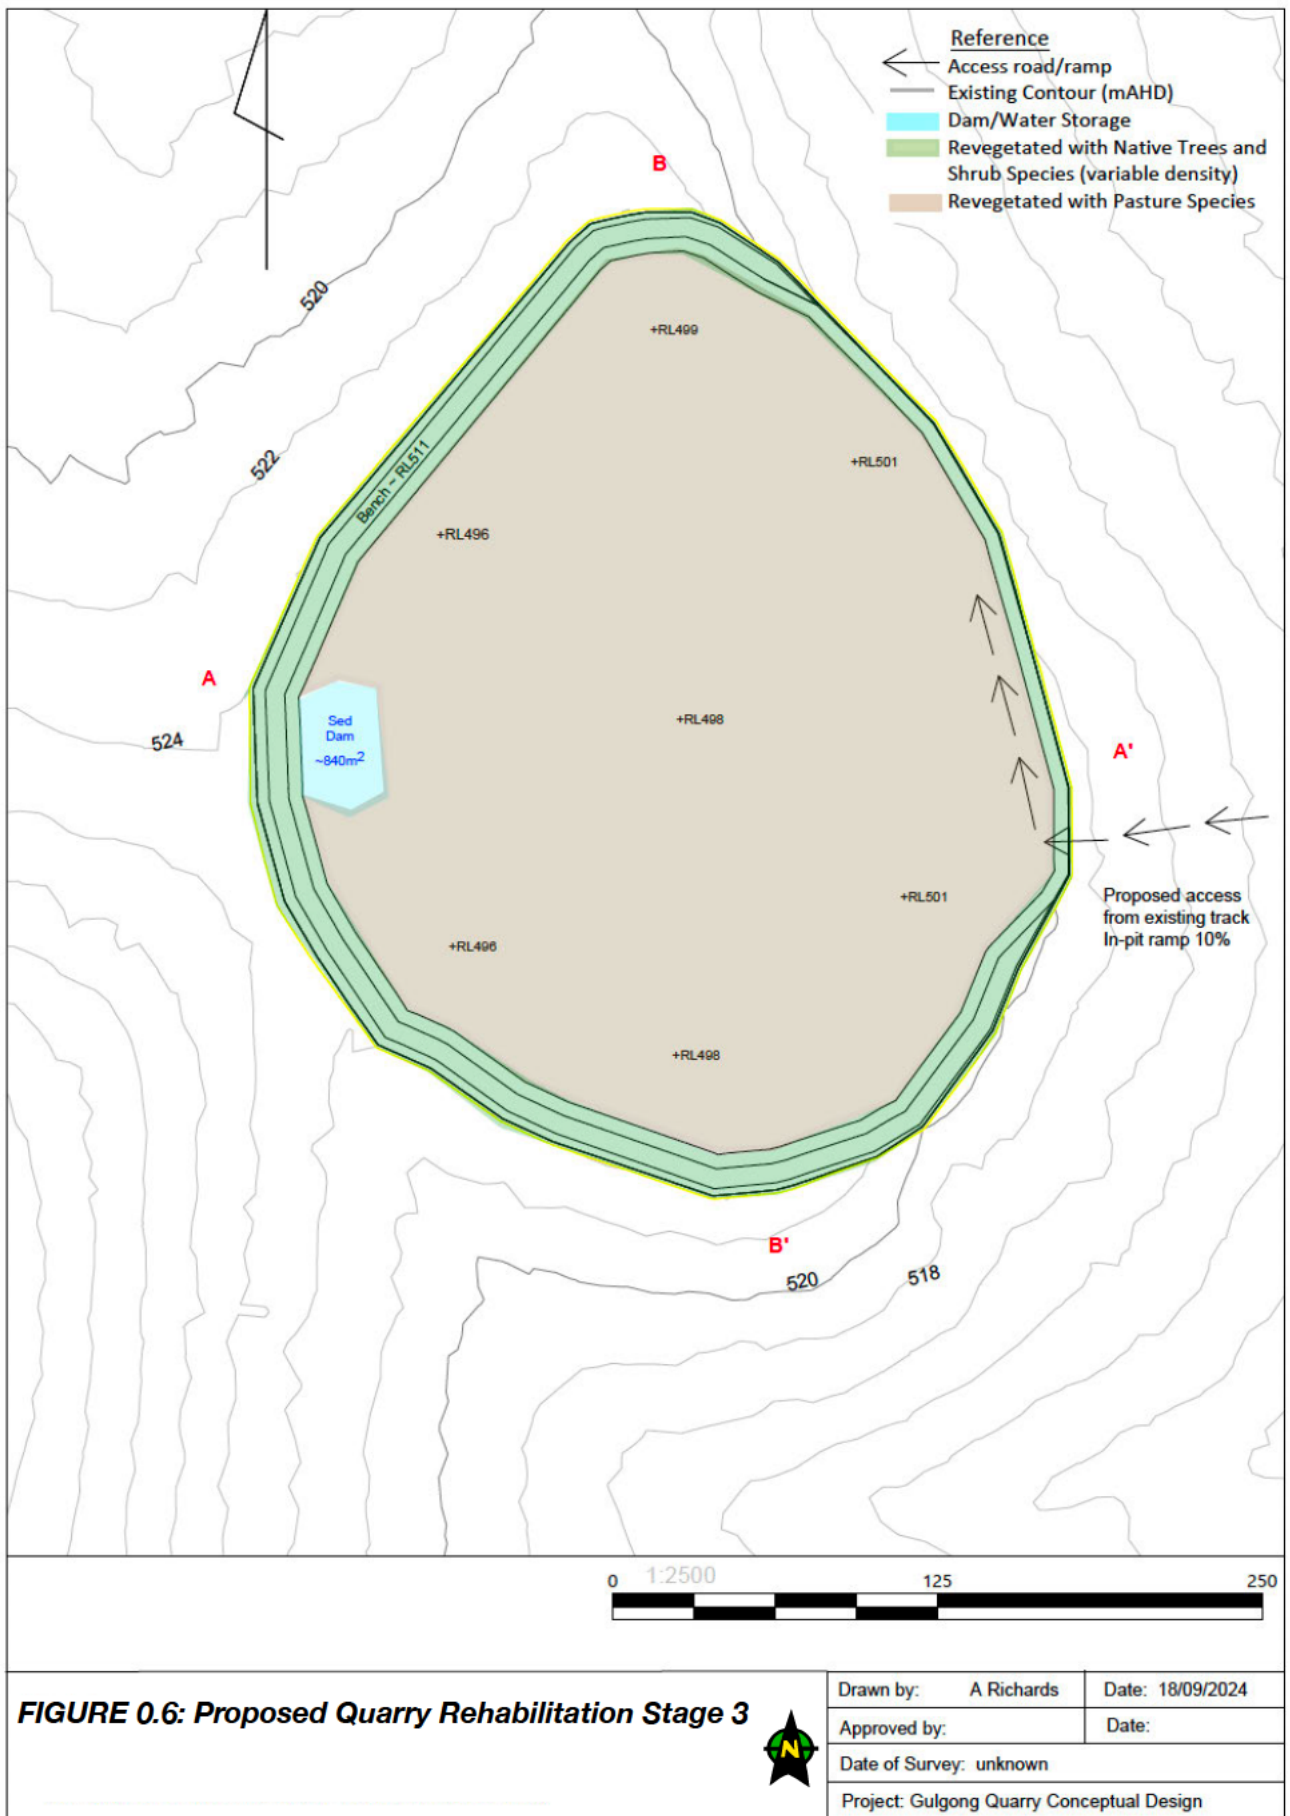 Reference
Access road/ramp
Existing Contour (mAHD)
Dam/Water Storage
Revegetated with Native Trees and
Shrub Species (variable density)
Revegetated with Pasture Species
B
520
+RL499
522
Bench ~ RL511
+RL501
+RL496
A
524
Sed
Dam
~840m²
+RL498
A'
Proposed access
from existing track
In-pit ramp 10%
+RL501
+RL496
+RL498
B'
520
518
0
1:2500
125
250
FIGURE 0.6: Proposed Quarry Rehabilitation Stage 3
N
Drawn by: A Richards
Date: 18/09/2024
Approved by:
Date:
Date of Survey: unknown
Project: Gulgong Quarry Conceptual Design